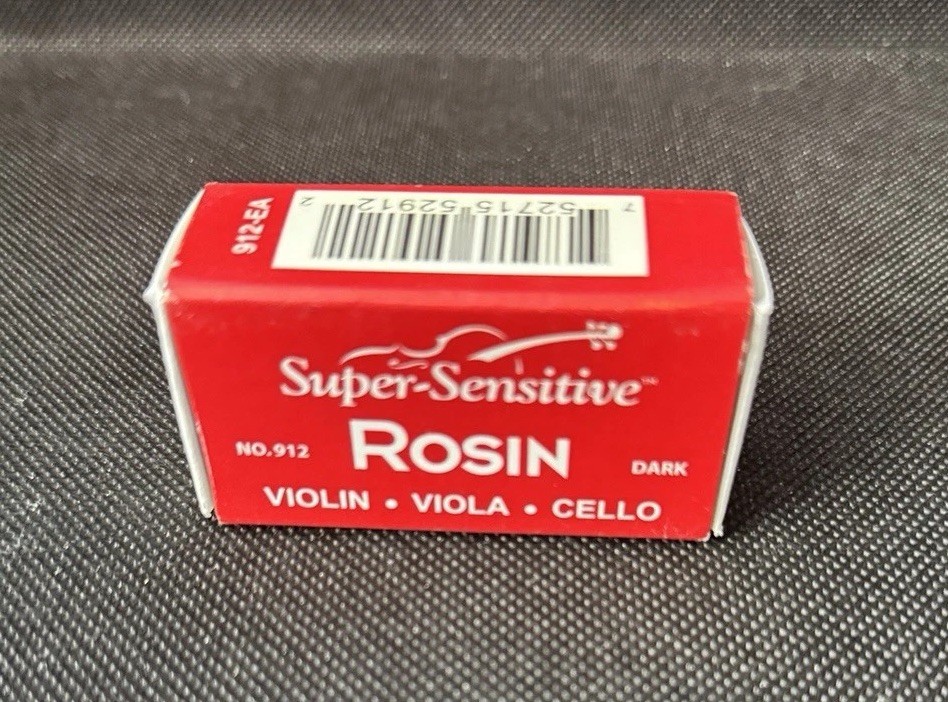 912-EA
7 52715 52912 2
Super-Sensitive™
ROSIN
NO.912
DARK
VIOLIN • VIOLA • CELLO